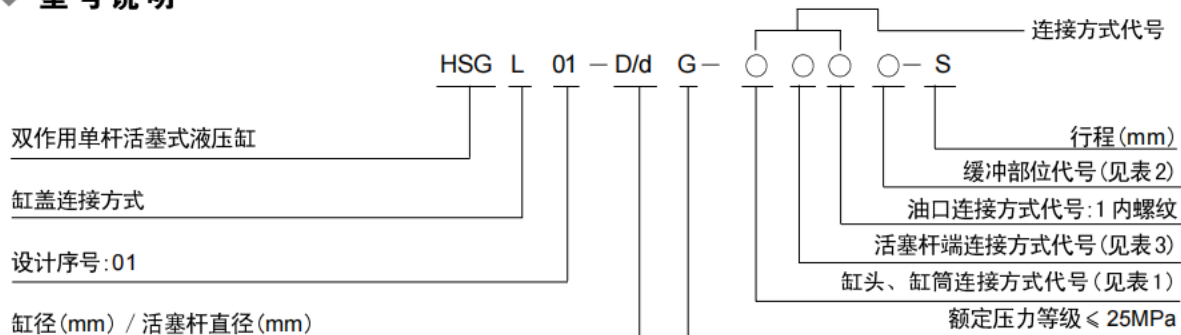 型号说明
连接方式代号
HSG L 01 — D/d G — ○ ○ ○ ○ — S
双作用单杆活塞式液压缸
行程(mm)
缓冲部位代号(见表2)
缸盖连接方式
油口连接方式代号:1 内螺纹
活塞杆端连接方式代号(见表3)
设计序号:01
缸头、缸筒连接方式代号(见表1)
缸径(mm) / 活塞杆直径(mm)
额定压力等级≤25MPa